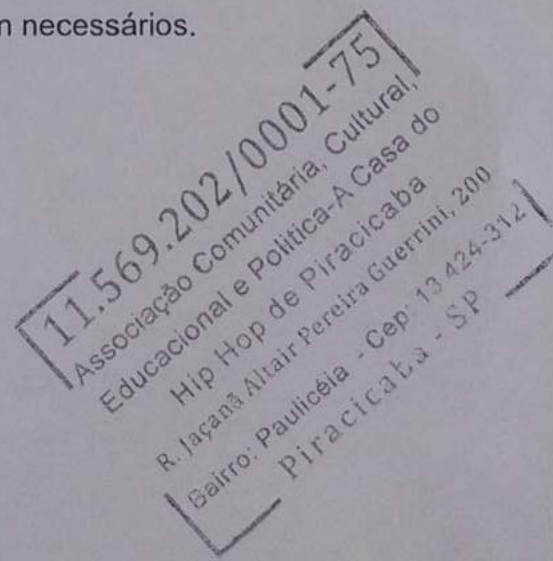 n necessários.
11.569.202/0001-75
Associação Comunitária, Cultural,
Educacional e Politica-A Casa do
Hip Hop de Piracicaba
R. Jaçanã Altair Pereira Guerrini, 200
Bairro: Paulicéia - Cep: 13.424-312
Piracicaba - SP